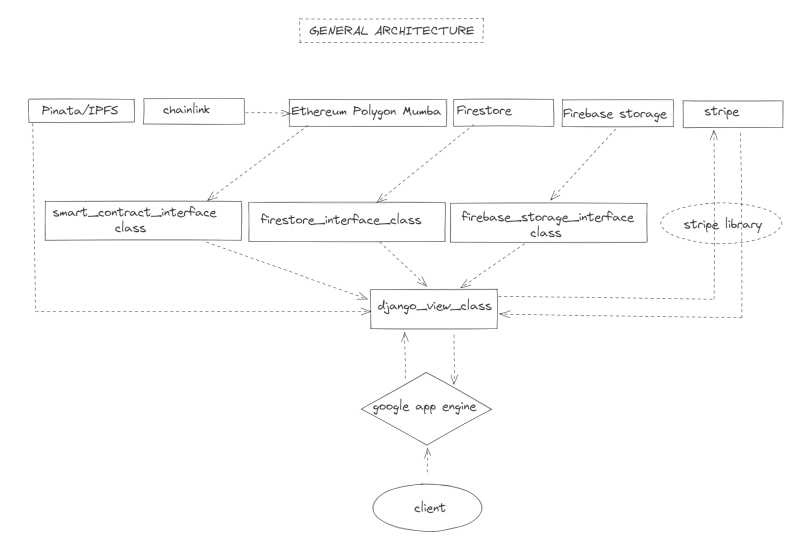 GENERAL ARCHITECTURE
Pinata/IPFS
chainlink
Ethereum Polygon Mumba
Firestore
Firebase storage
stripe
smart_contract_interface
class
firestore_interface_class
firebase_storage_interface
class
stripe library
django_view_class
google app engine
client